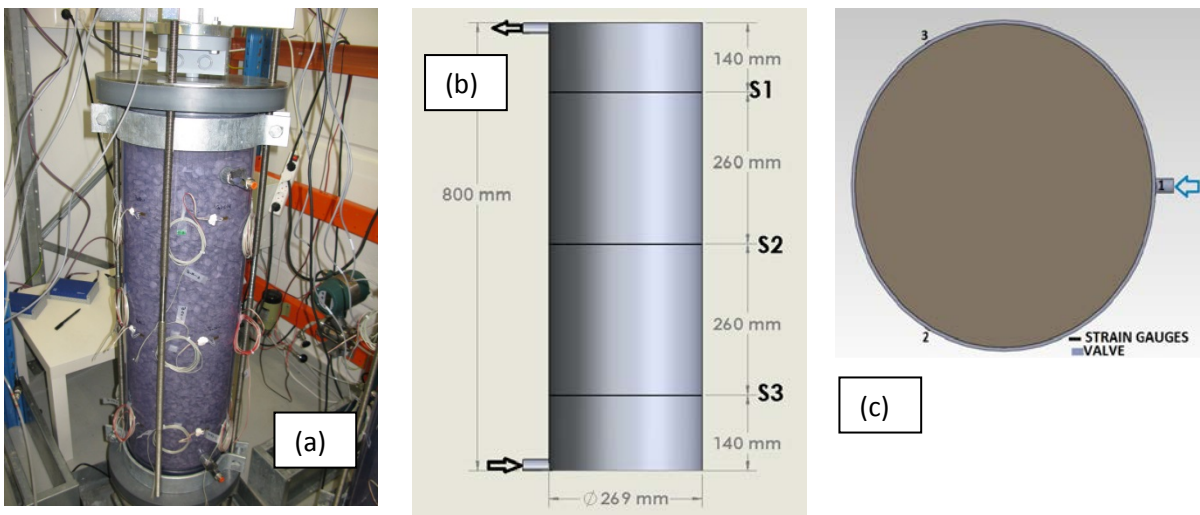 (a)
(b)
800 mm
140 mm
S1
260 mm
S2
260 mm
S3
140 mm
Ø 269 mm
(c)
3
1
2
STRAIN GAUGES
VALVE